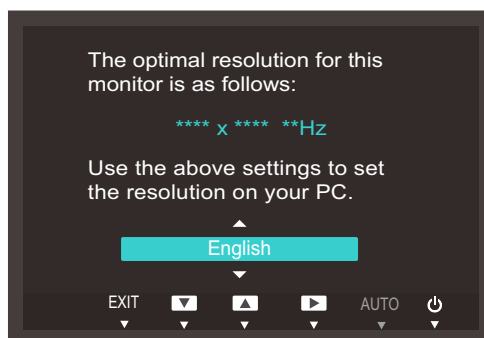 The optimal resolution for this
monitor is as follows:
**** x **** **Hz
Use the above settings to set
the resolution on your PC.
English
EXIT AUTO